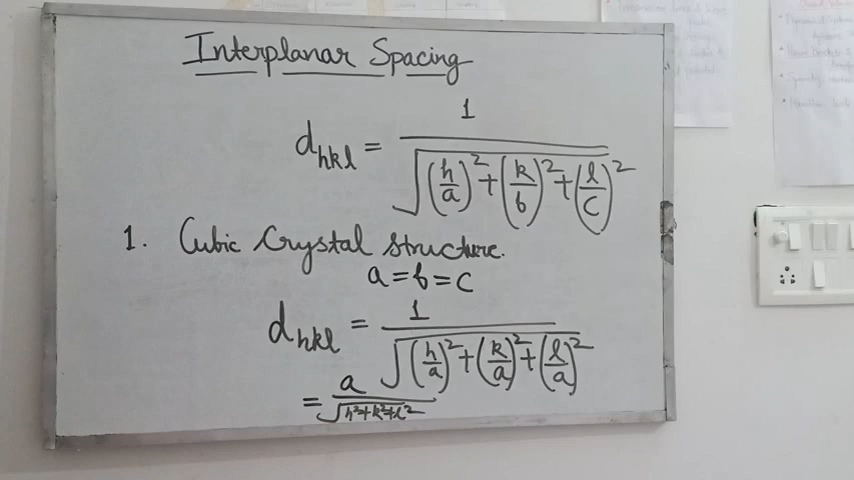 Interplanar Spacing
d_hkl = 1/√((h/a)²+(k/b)²+(l/c)²)
1. Cubic Crystal Structure.
a=b=c
d_hkl = 1/√((h/a)²+(k/a)²+(l/a)²)
= a/√(h²+k²+l²)